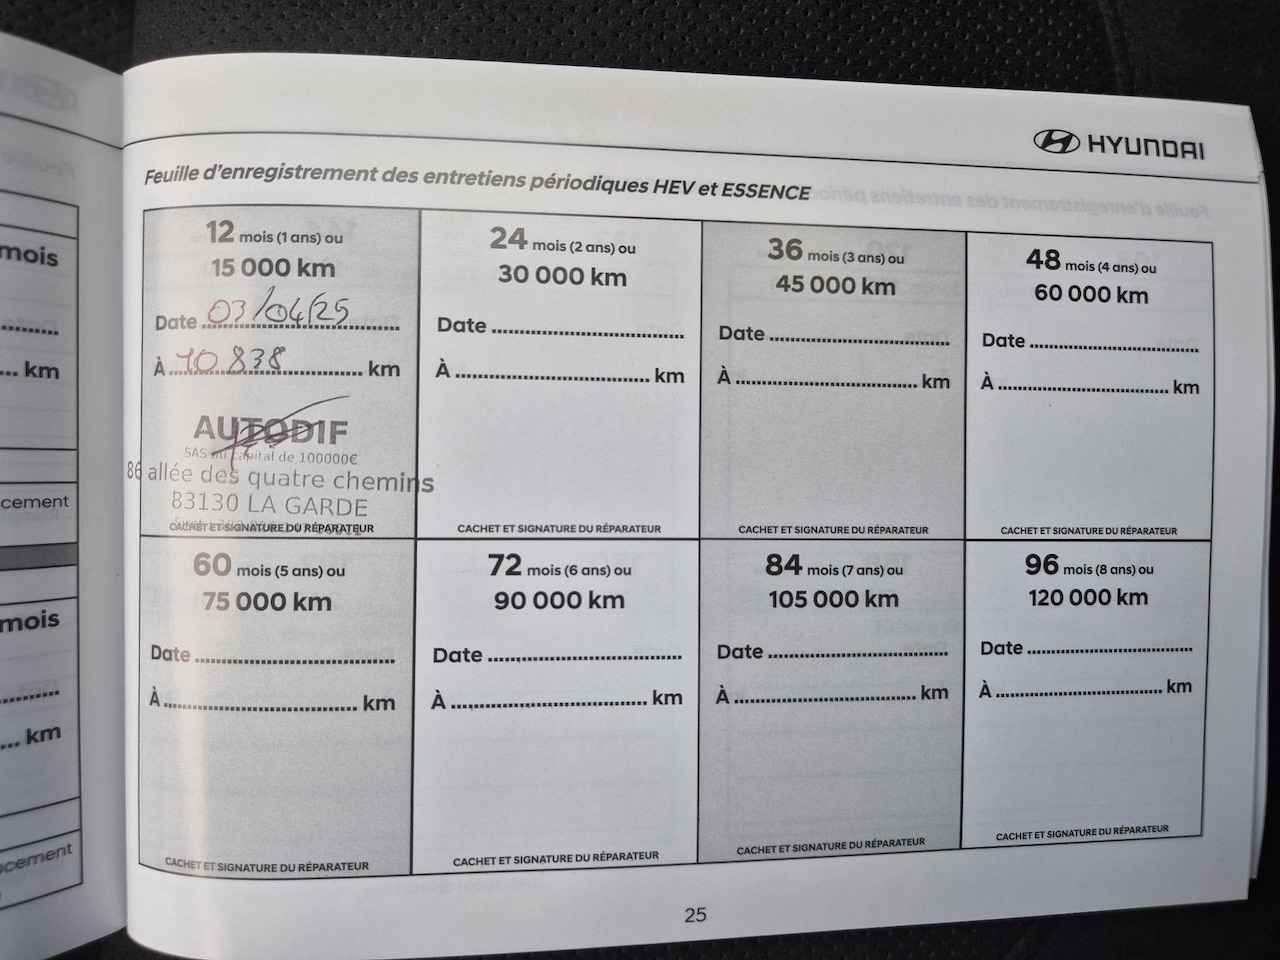 HYUNDAI
Feuille d'enregistrement des entretiens périodiques HEV et ESSENCE
12 mois (1 ans) ou
15 000 km
Date 03/04/25
À 10 838 km
AUTODIF
SAS au capital de 100000€
86 allée des quatre chemins
83130 LA GARDE
CACHET ET SIGNATURE DU RÉPARATEUR
24 mois (2 ans) ou
30 000 km
Date
À km
CACHET ET SIGNATURE DU RÉPARATEUR
36 mois (3 ans) ou
45 000 km
Date
À km
CACHET ET SIGNATURE DU RÉPARATEUR
48 mois (4 ans) ou
60 000 km
Date
À km
CACHET ET SIGNATURE DU RÉPARATEUR
60 mois (5 ans) ou
75 000 km
Date
À km
CACHET ET SIGNATURE DU RÉPARATEUR
72 mois (6 ans) ou
90 000 km
Date
À km
CACHET ET SIGNATURE DU RÉPARATEUR
84 mois (7 ans) ou
105 000 km
Date
À km
CACHET ET SIGNATURE DU RÉPARATEUR
96 mois (8 ans) ou
120 000 km
Date
À km
CACHET ET SIGNATURE DU RÉPARATEUR
25
mois
km
cement
mois
km